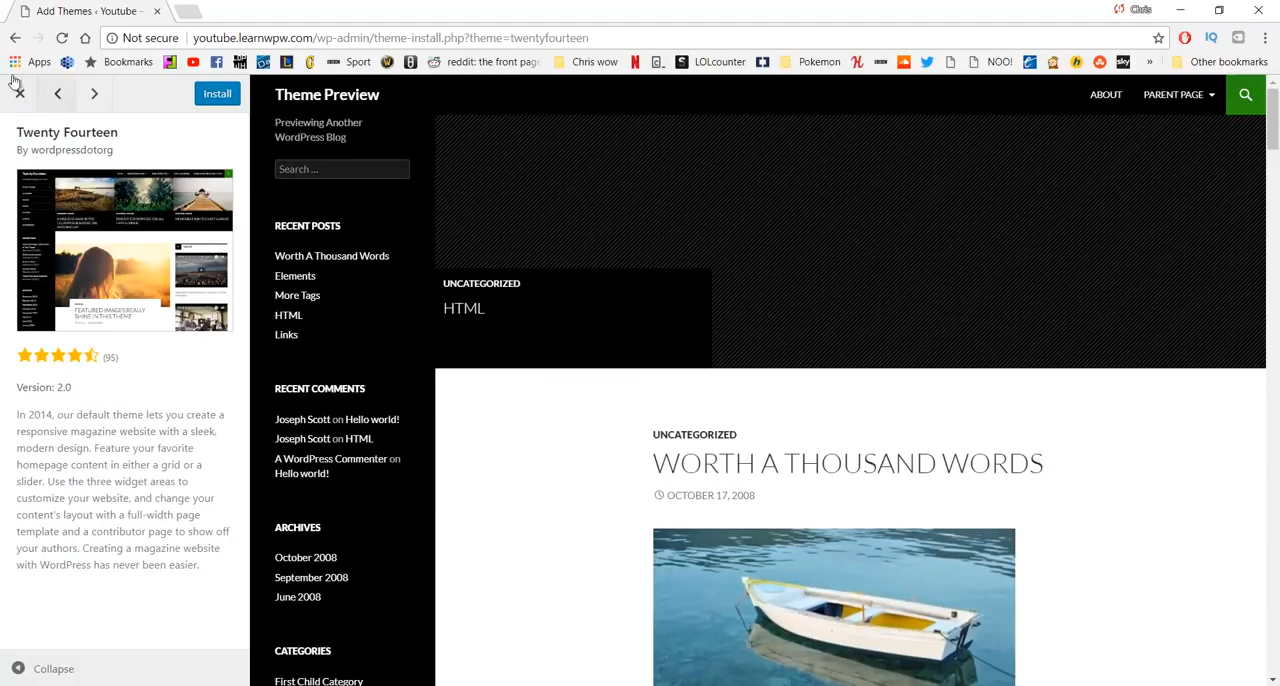 Add Themes ‹ Youtube –
Chris
Not secure
youtube.learnwpw.com/wp-admin/theme-install.php?theme=twentyfourteen
Apps
Bookmarks
Sport
reddit: the front pag
Chris wow
LOLcounter
Pokemon
NOO!
sky
»
Other bookmarks
Install
Twenty Fourteen
By wordpressdotorg
FEATURED IMAGES REALLY
SHINE IN THIS THEME
(95)
Version: 2.0
In 2014, our default theme lets you create a
responsive magazine website with a sleek,
modern design. Feature your favorite
homepage content in either a grid or a
slider. Use the three widget areas to
customize your website, and change your
content's layout with a full-width page
template and a contributor page to show off
your authors. Creating a magazine website
with WordPress has never been easier.
Collapse
Theme Preview
Previewing Another
WordPress Blog
Search …
RECENT POSTS
Worth A Thousand Words
Elements
More Tags
HTML
Links
RECENT COMMENTS
Joseph Scott on Hello world!
Joseph Scott on HTML
A WordPress Commenter on
Hello world!
ARCHIVES
October 2008
September 2008
June 2008
CATEGORIES
First Child Category
ABOUT
PARENT PAGE
UNCATEGORIZED
HTML
UNCATEGORIZED
WORTH A THOUSAND WORDS
OCTOBER 17, 2008